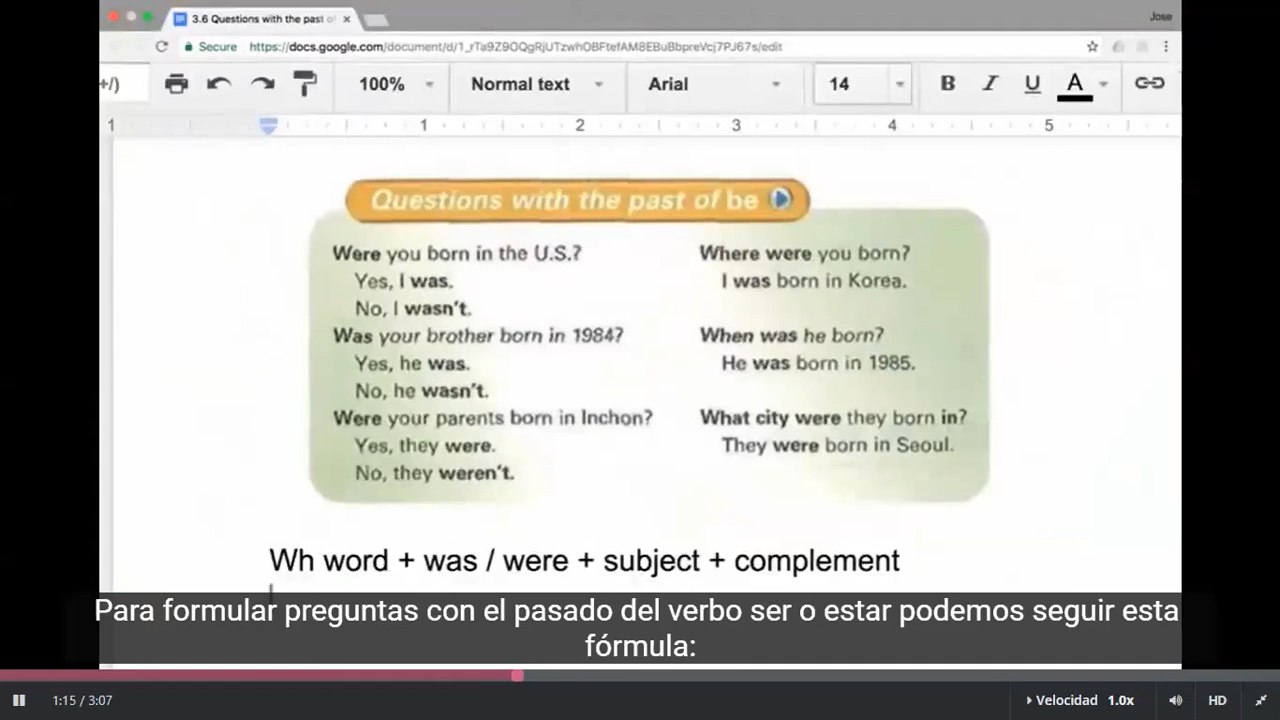 3.6 Questions with the past of
Jose
Secure https://docs.google.com/document/d/1_rTa9Z9OQgRjUTzwhOBFtefAM8EBuBbpreVcj7PJ67s/edit
+/) 100% Normal text Arial 14 B I U A
1 1 2 3 4 5
Questions with the past of be
Were you born in the U.S.?
Yes, I was.
No, I wasn't.
Was your brother born in 1984?
Yes, he was.
No, he wasn't.
Were your parents born in Inchon?
Yes, they were.
No, they weren't.
Where were you born?
I was born in Korea.
When was he born?
He was born in 1985.
What city were they born in?
They were born in Seoul.
Wh word + was / were + subject + complement
Para formular preguntas con el pasado del verbo ser o estar podemos seguir esta
fórmula:
1:15 / 3:07
Velocidad 1.0x
HD